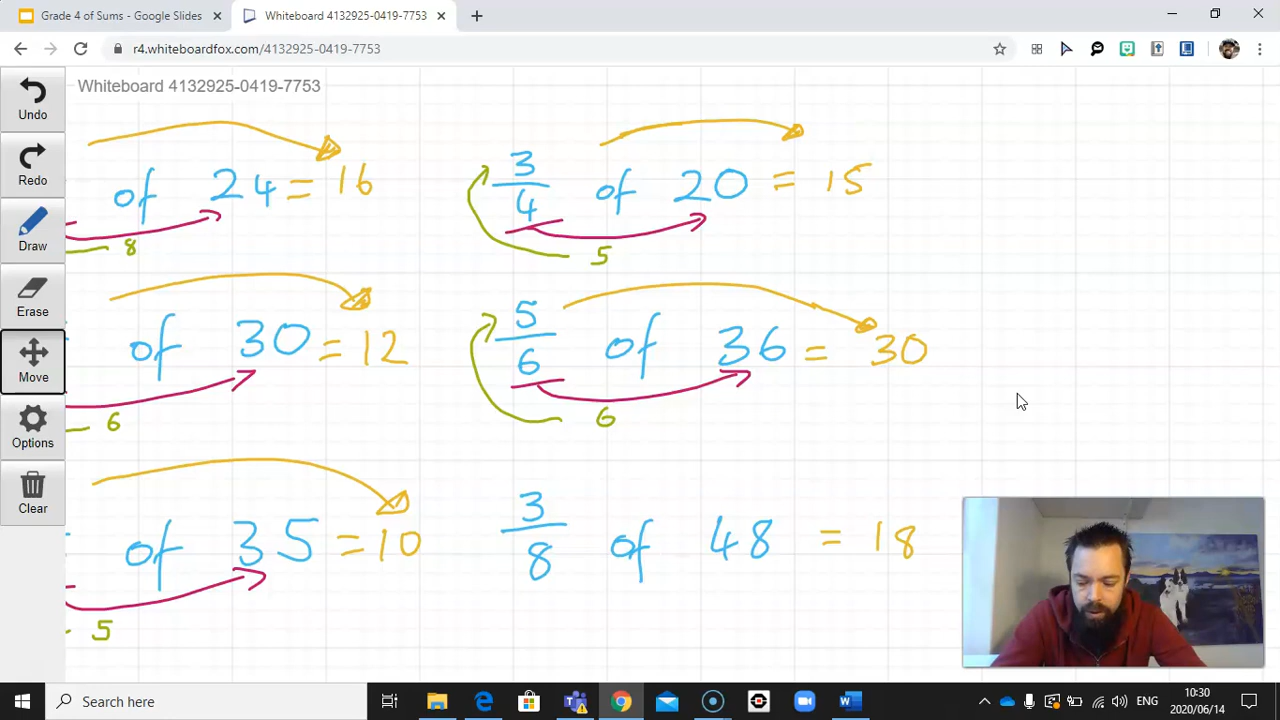 Grade 4 of Sums - Google Slides
Whiteboard 4132925-0419-7753
r4.whiteboardfox.com/4132925-0419-7753
Whiteboard 4132925-0419-7753
Undo
Redo
Draw
Erase
Move
Options
Clear
of 24 = 16
8
3/4 of 20 = 15
5
of 30 = 12
6
5/6 of 36 = 30
6
of 35 = 10
5
3/8 of 48 = 18
Search here
ENG
10:30
2020/06/14